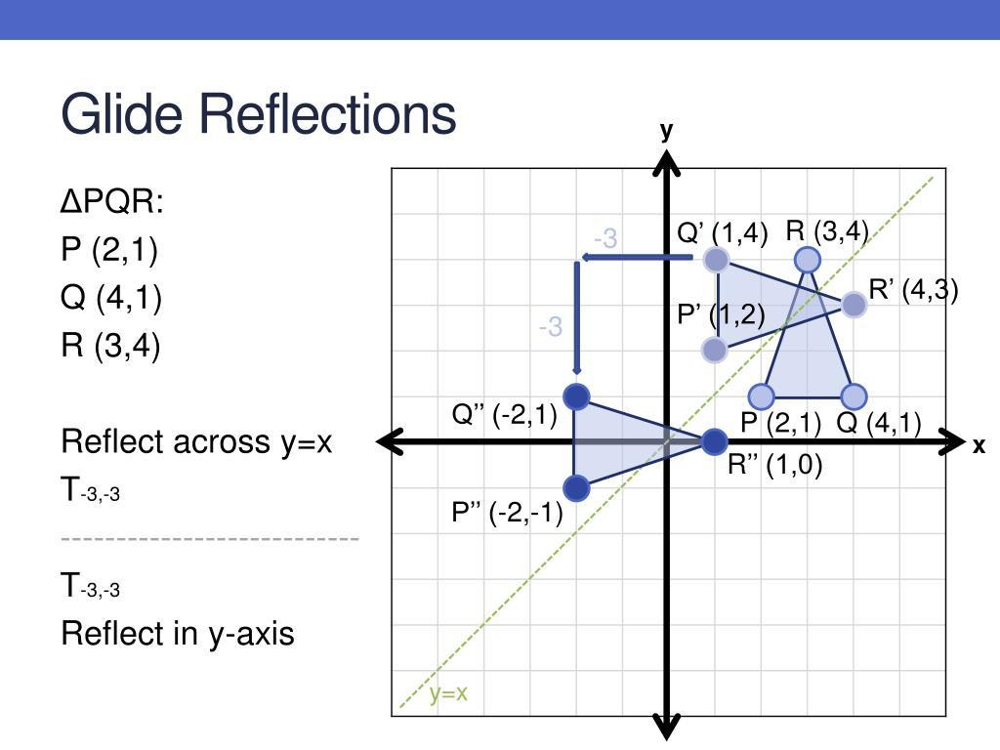 Glide Reflections
ΔPQR:
P (2,1)
Q (4,1)
R (3,4)
Reflect across y=x
T-3,-3
-------------------------------
T-3,-3
Reflect in y-axis
y
-3
Q’ (1,4)
R (3,4)
R’ (4,3)
-3
P’ (1,2)
Q’’ (-2,1)
P (2,1)
Q (4,1)
x
R’’ (1,0)
P’’ (-2,-1)
y=x